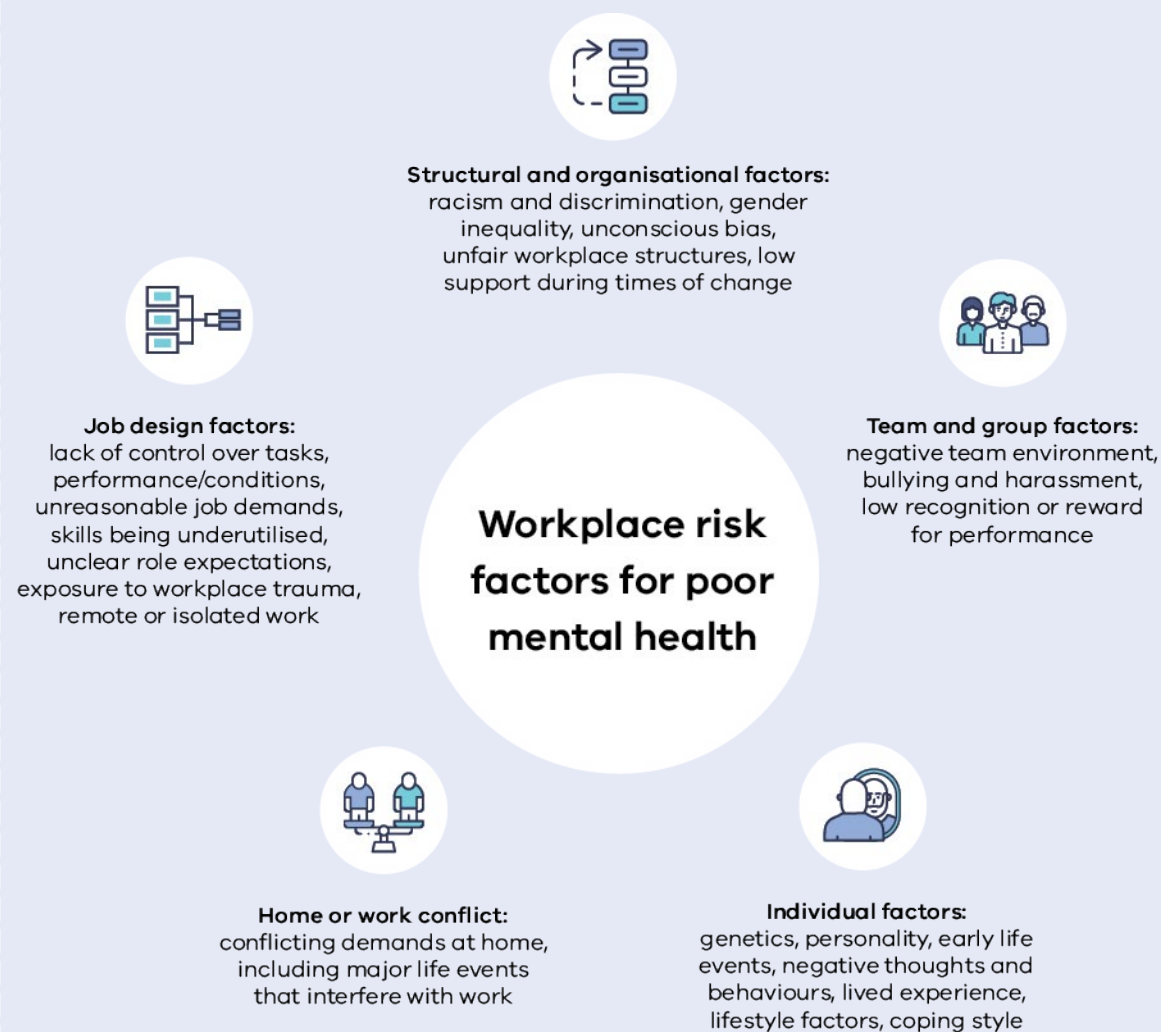 Structural and organisational factors:
racism and discrimination, gender
inequality, unconscious bias,
unfair workplace structures, low
support during times of change
Job design factors:
lack of control over tasks,
performance/conditions,
unreasonable job demands,
skills being underutilised,
unclear role expectations,
exposure to workplace trauma,
remote or isolated work
Team and group factors:
negative team environment,
bullying and harassment,
low recognition or reward
for performance
Workplace risk
factors for poor
mental health
Home or work conflict:
conflicting demands at home,
including major life events
that interfere with work
Individual factors:
genetics, personality, early life
events, negative thoughts and
behaviours, lived experience,
lifestyle factors, coping style